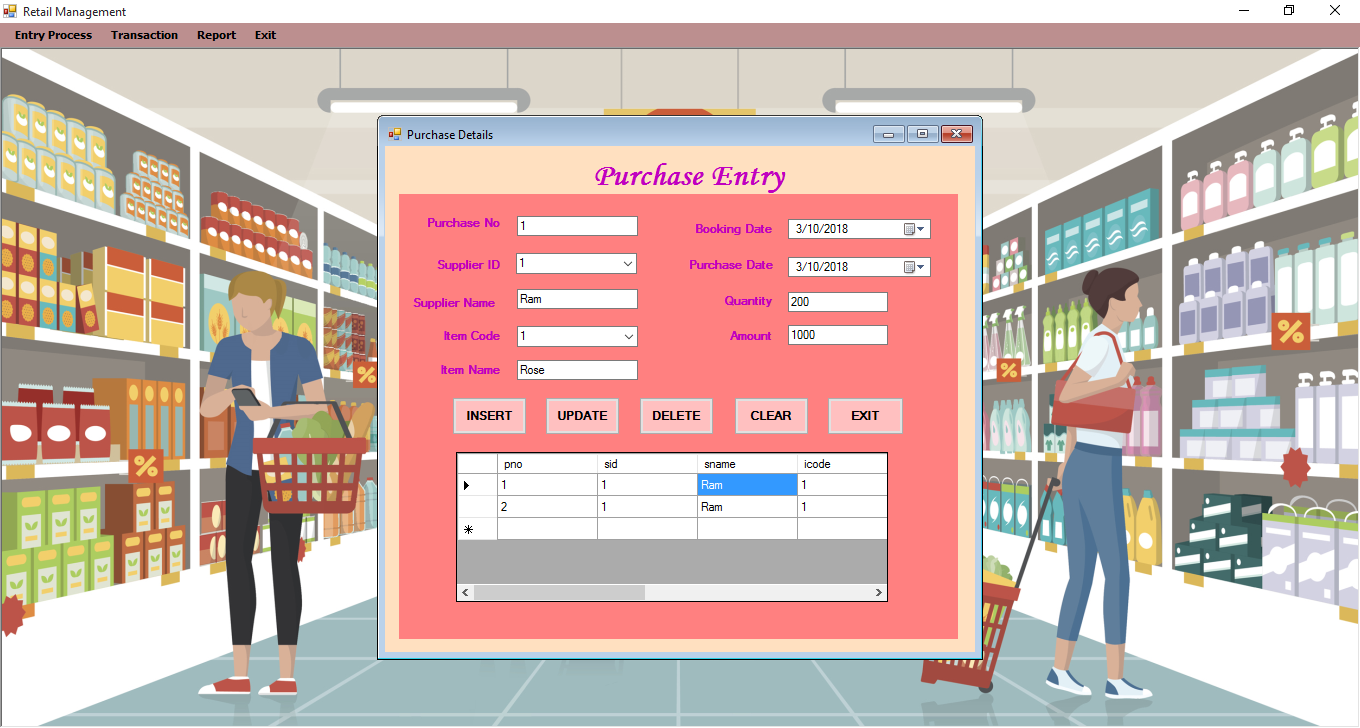 Retail Management
Entry Process Transaction Report Exit
Purchase Details
Purchase Entry
Purchase No 1 Booking Date 3/10/2018
Supplier ID 1 Purchase Date 3/10/2018
Supplier Name Ram Quantity 200
Item Code 1 Amount 1000
Item Name Rose
INSERT UPDATE DELETE CLEAR EXIT
pno sid sname icode
1 1 Ram 1
2 1 Ram 1
%
%
%
%